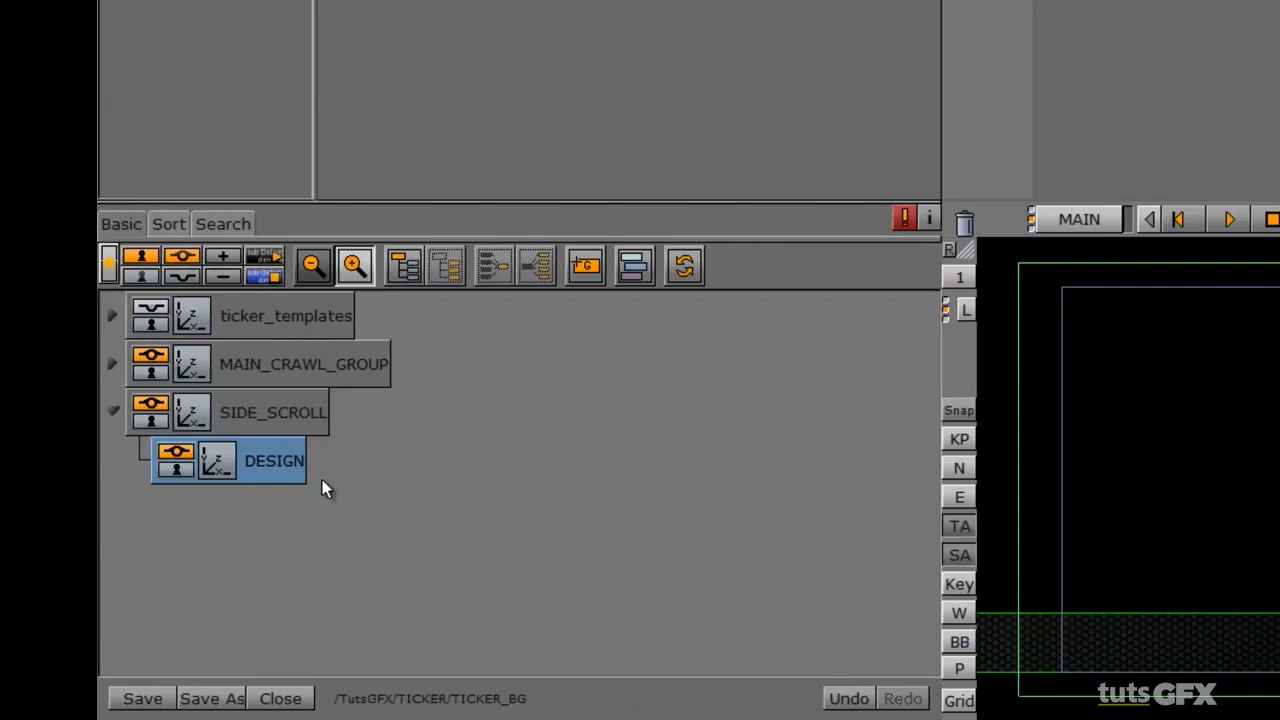 Basic Sort Search
! i
MAIN
R
1
L
ticker_templates
MAIN_CRAWL_GROUP
SIDE_SCROLL
DESIGN
Snap
KP
N
E
TA
SA
Key
W
BB
P
Grid
Save Save As Close /TutsGFX/TICKER/TICKER_BG Undo Redo
tutsGFX